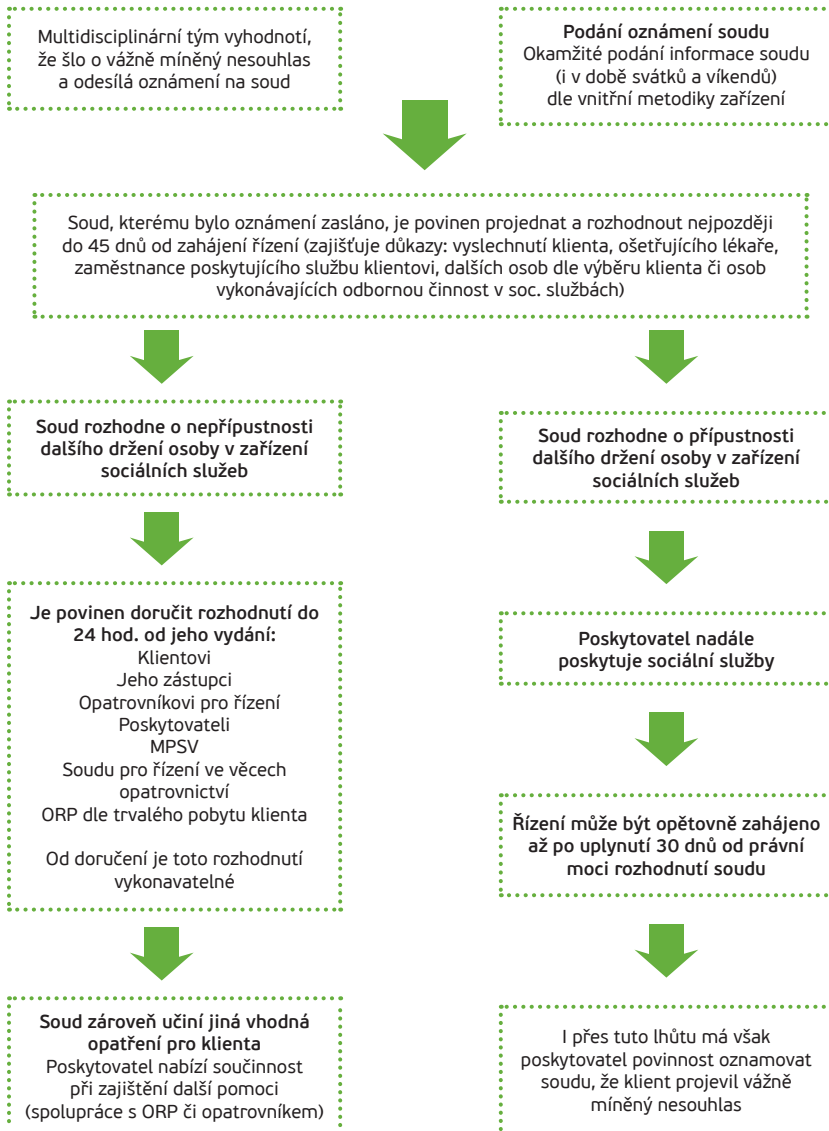 Multidisciplinární tým vyhodnotí,
že šlo o vážně míněný nesouhlas
a odesílá oznámení na soud
Podání oznámení soudu
Okamžité podání informace soudu
(i v době svátků a víkendů)
dle vnitřní metodiky zařízení
Soud, kterému bylo oznámení zasláno, je povinen projednat a rozhodnout nejpozději
do 45 dnů od zahájení řízení (zajišťuje důkazy: vyslechnutí klienta, ošetřujícího lékaře,
zaměstnance poskytujícího službu klientovi, dalších osob dle výběru klienta či osob
vykonávajících odbornou činnost v soc. službách)
Soud rozhodne o nepřípustnosti
dalšího držení osoby v zařízení
sociálních služeb
Je povinen doručit rozhodnutí do
24 hod. od jeho vydání:
Klientovi
Jeho zástupci
Opatrovníkovi pro řízení
Poskytovateli
MPSV
Soudu pro řízení ve věcech
opatrovnictví
ORP dle trvalého pobytu klienta
Od doručení je toto rozhodnutí
vykonavatelné
Soud zároveň učiní jiná vhodná
opatření pro klienta
Poskytovatel nabízí součinnost
při zajištění další pomoci
(spolupráce s ORP či opatrovníkem)
Soud rozhodne o přípustnosti
dalšího držení osoby v zařízení
sociálních služeb
Poskytovatel nadále
poskytuje sociální služby
Řízení může být opětovně zahájeno
až po uplynutí 30 dnů od právní
moci rozhodnutí soudu
I přes tuto lhůtu má však
poskytovatel povinnost oznamovat
soudu, že klient projevil vážně
míněný nesouhlas